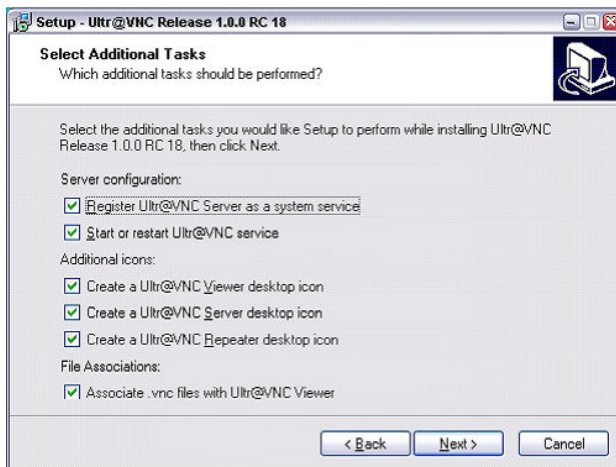 Setup - Ultr@VNC Release 1.0.0 RC 18
Select Additional Tasks
Which additional tasks should be performed?
Select the additional tasks you would like Setup to perform while installing Ultr@VNC
Release 1.0.0 RC 18, then click Next.
Server configuration:
Register Ultr@VNC Server as a system service
Start or restart Ultr@VNC service
Additional icons:
Create a Ultr@VNC Viewer desktop icon
Create a Ultr@VNC Server desktop icon
Create a Ultr@VNC Repeater desktop icon
File Associations:
Associate .vnc files with Ultr@VNC Viewer
< Back Next > Cancel